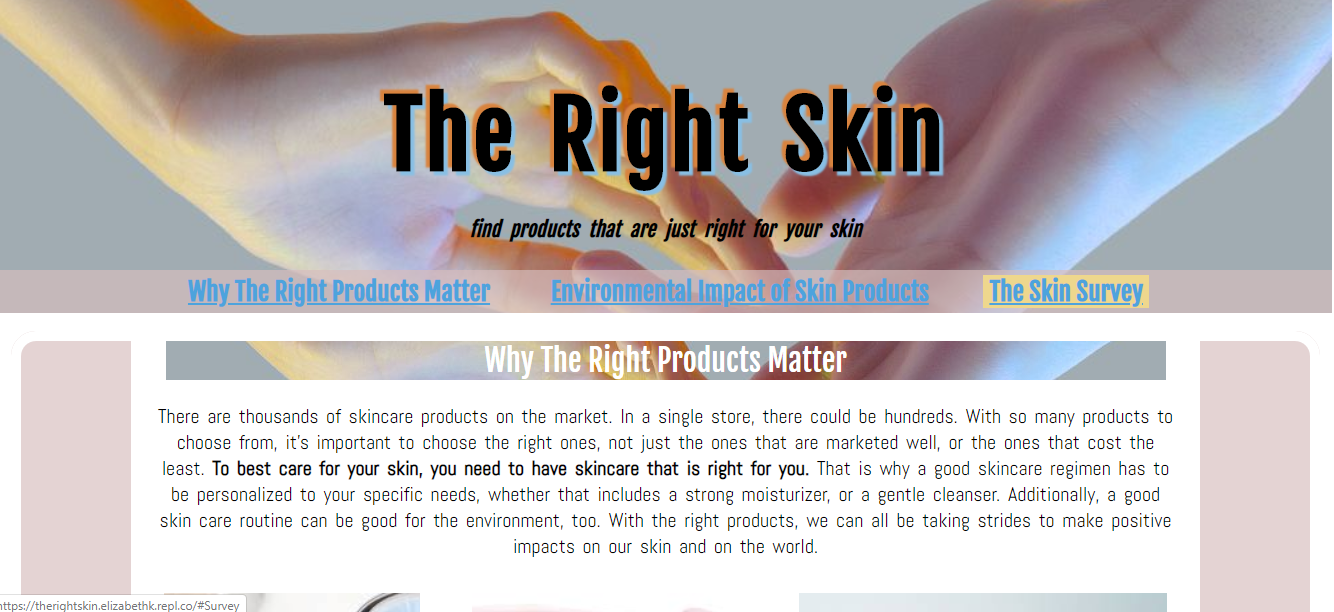 The Right Skin
find products that are just right for your skin
Why The Right Products Matter Environmental Impact of Skin Products The Skin Survey
Why The Right Products Matter
There are thousands of skincare products on the market. In a single store, there could be hundreds. With so many products to
choose from, it's important to choose the right ones, not just the ones that are marketed well, or the ones that cost the
least. To best care for your skin, you need to have skincare that is right for you. That is why a good skincare regimen has to
be personalized to your specific needs, whether that includes a strong moisturizer, or a gentle cleanser. Additionally, a good
skin care routine can be good for the environment, too. With the right products, we can all be taking strides to make positive
impacts on our skin and on the world.
https://therightskin.elizabethk.repl.co/#Survey